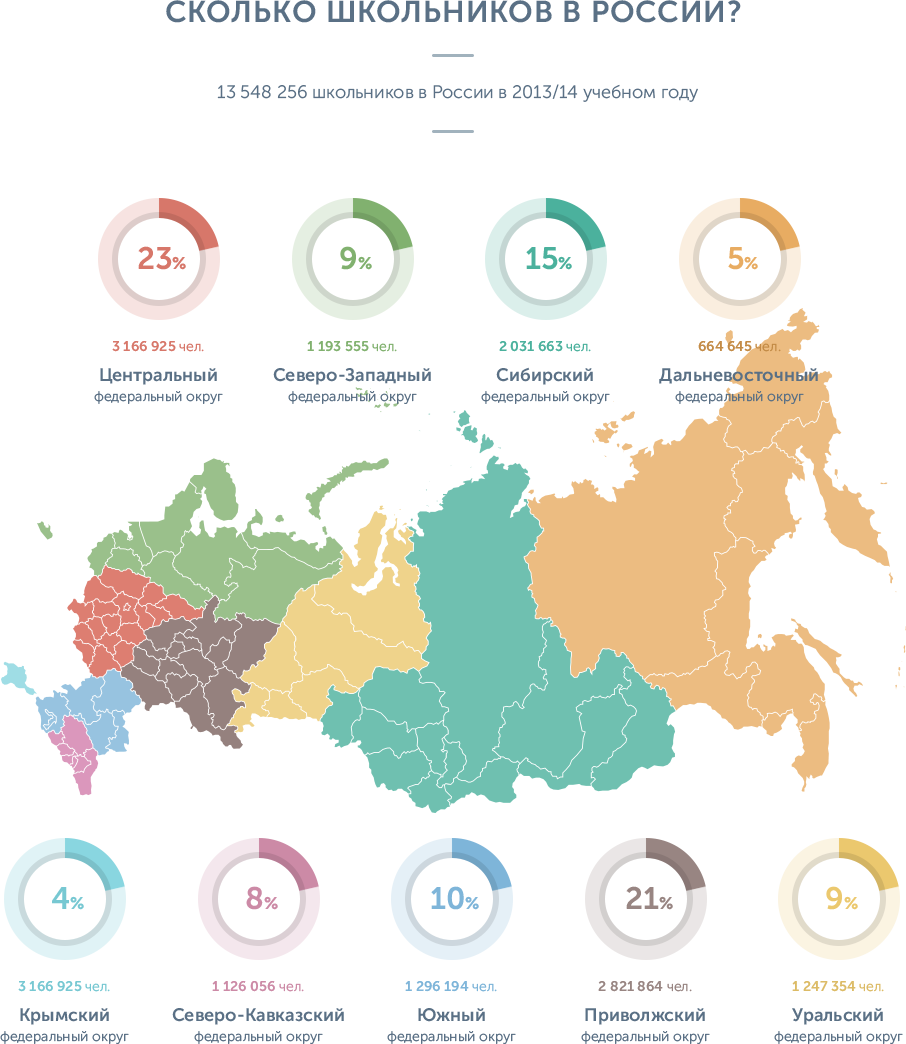 СКОЛЬКО ШКОЛЬНИКОВ В РОССИИ?
13 548 256 школьников в России в 2013/14 учебном году
23%
3 166 925 чел.
Центральный
федеральный округ
9%
1 193 555 чел.
Северо-Западный
федеральный округ
15%
2 031 663 чел.
Сибирский
федеральный округ
5%
664 645 чел.
Дальневосточный
федеральный округ
4%
3 166 925 чел.
Крымский
федеральный округ
8%
1 126 056 чел.
Северо-Кавказский
федеральный округ
10%
1 296 194 чел.
Южный
федеральный округ
21%
2 821 864 чел.
Приволжский
федеральный округ
9%
1 247 354 чел.
Уральский
федеральный округ